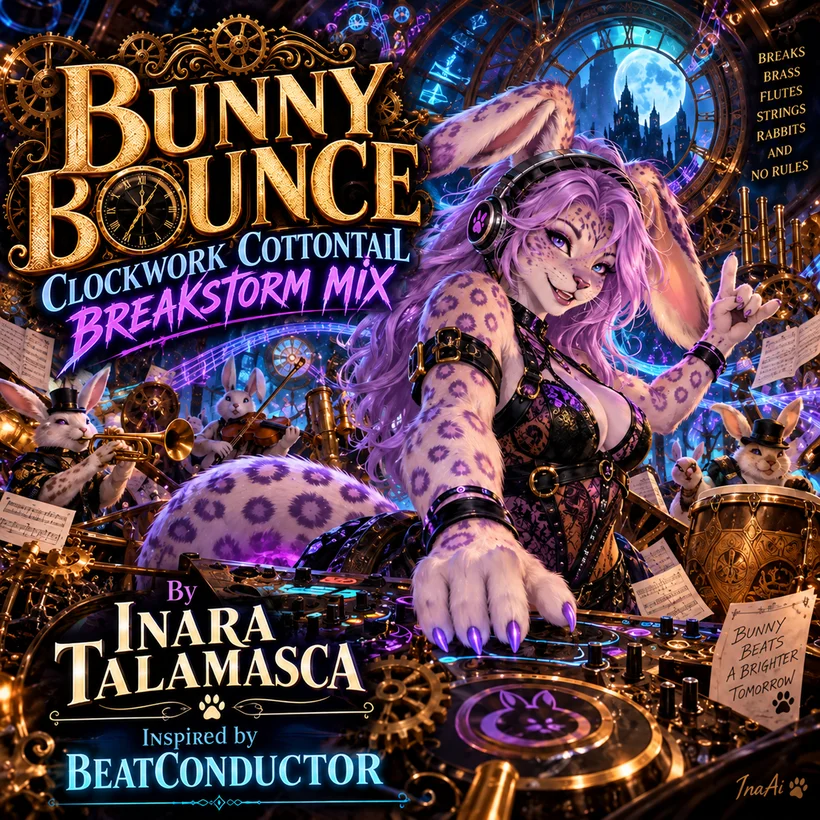 BUNNY
BOUNCE
CLOCKWORK COTTONTAIL
BREAKSTORM MIX
BREAKS
BRASS
FLUTES
STRINGS
RABBITS
AND
NO RULES
By
INARA
TALAMASCA
INSPIRED by
BEATCONDUCTOR
BUNNY
BEATS
A BRIGHTER
TOMORROW
InaAi